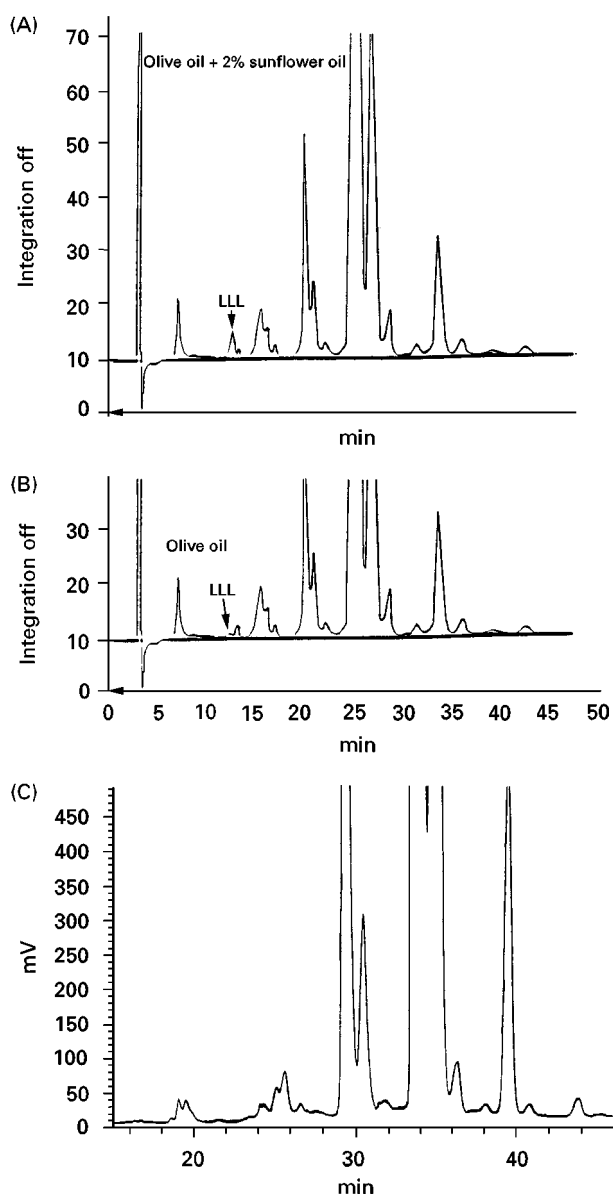 (A)
70
Olive oil + 2% sunflower oil
60
50
40
30
LLL
20
10
0
Integration off
min
(B)
30
Olive oil
20
LLL
10
0
Integration off
0 5 10 15 20 25 30 35 40 45 50
min
(C)
450
400
350
300
250
200
150
100
50
0
mV
20 30 40
min